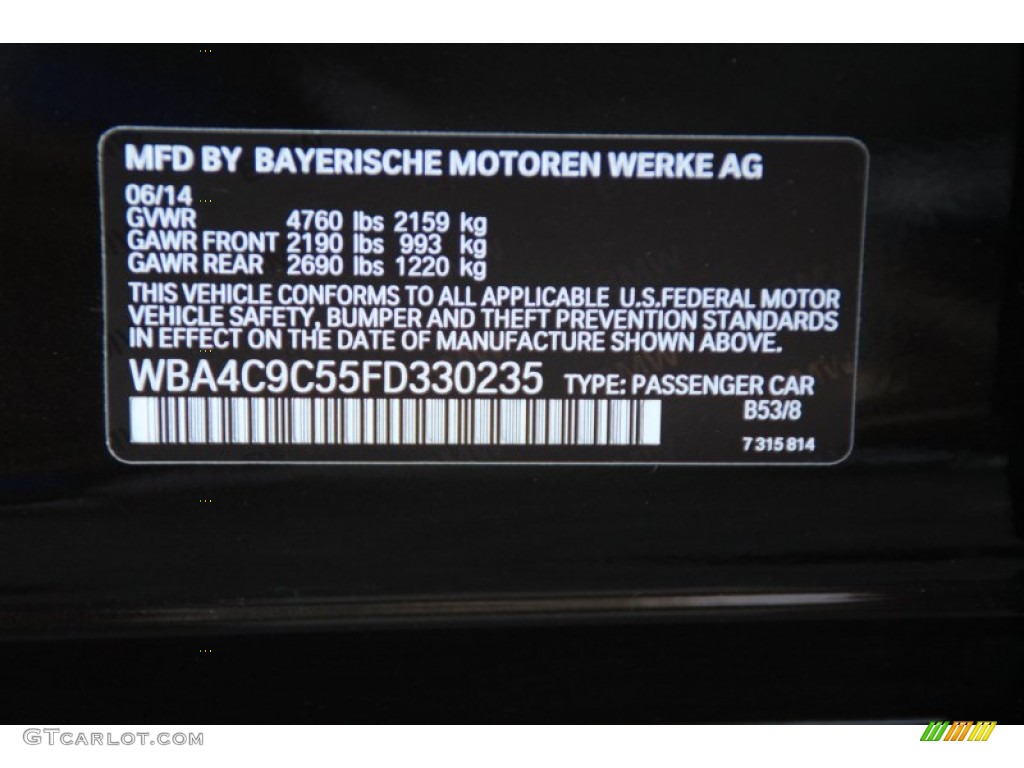 MFD BY BAYERISCHE MOTOREN WERKE AG
06/14
GVWR 4760 lbs 2159 kg
GAWR FRONT 2190 lbs 993 kg
GAWR REAR 2690 lbs 1220 kg
THIS VEHICLE CONFORMS TO ALL APPLICABLE U.S.FEDERAL MOTOR
VEHICLE SAFETY, BUMPER AND THEFT PREVENTION STANDARDS
IN EFFECT ON THE DATE OF MANUFACTURE SHOWN ABOVE.
WBA4C9C55FD330235 TYPE: PASSENGER CAR
B53/8
7 315 814
GTCarlot.com